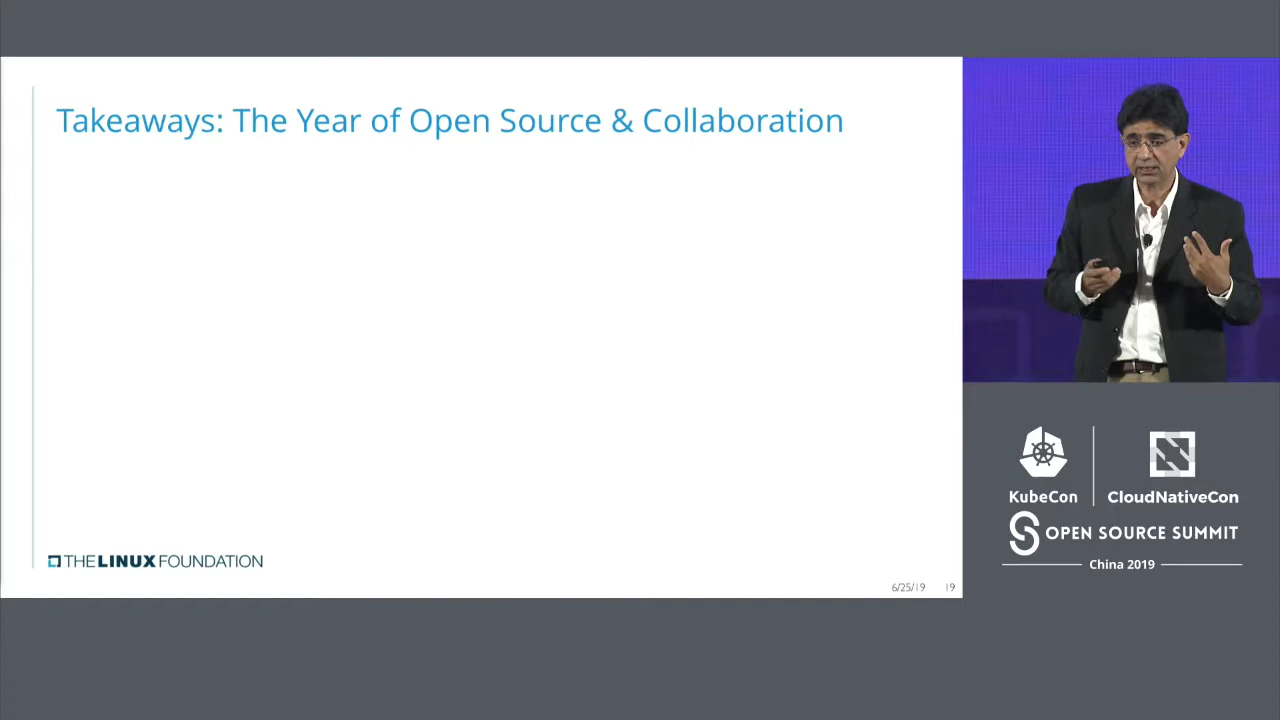 Takeaways: The Year of Open Source & Collaboration
THE LINUX FOUNDATION
6/25/19 19
KubeCon
CloudNativeCon
OPEN SOURCE SUMMIT
China 2019